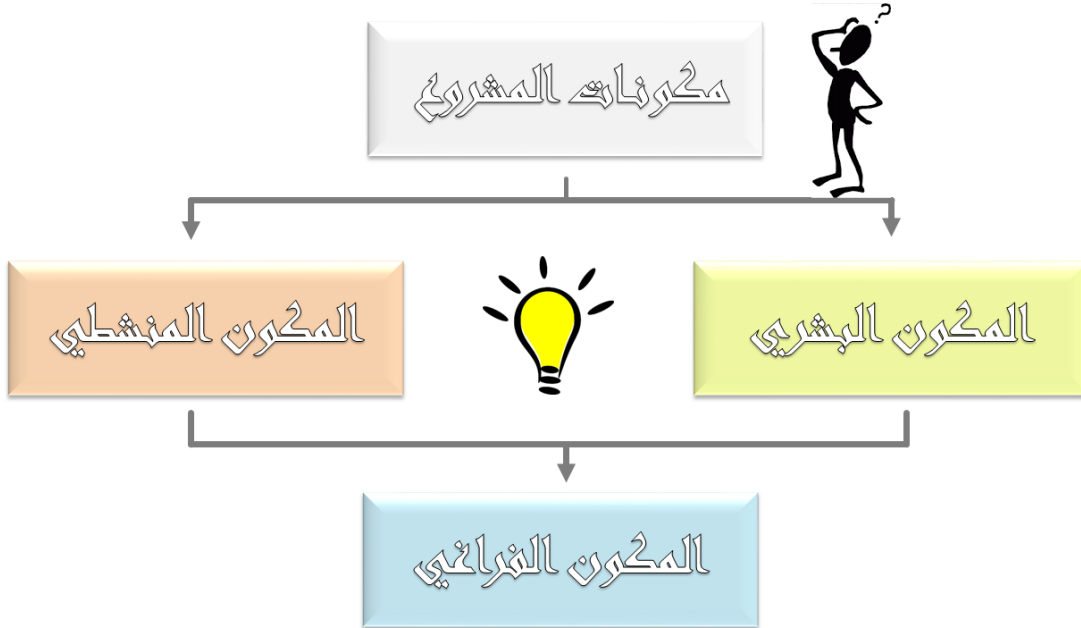 ?
مكونات المشروع
المكون البشري
المكون المنشطي
المكون الفراغي